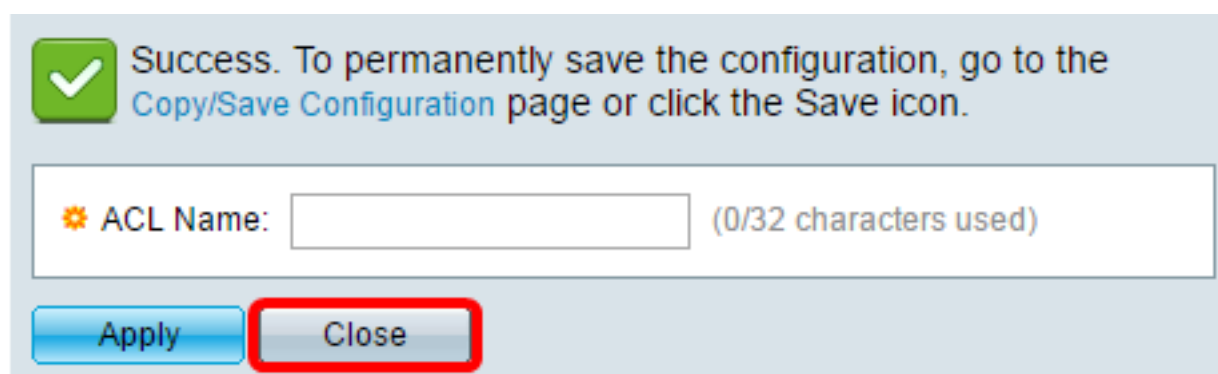 Success. To permanently save the configuration, go to the
Copy/Save Configuration page or click the Save icon.
ACL Name: (0/32 characters used)
Apply Close